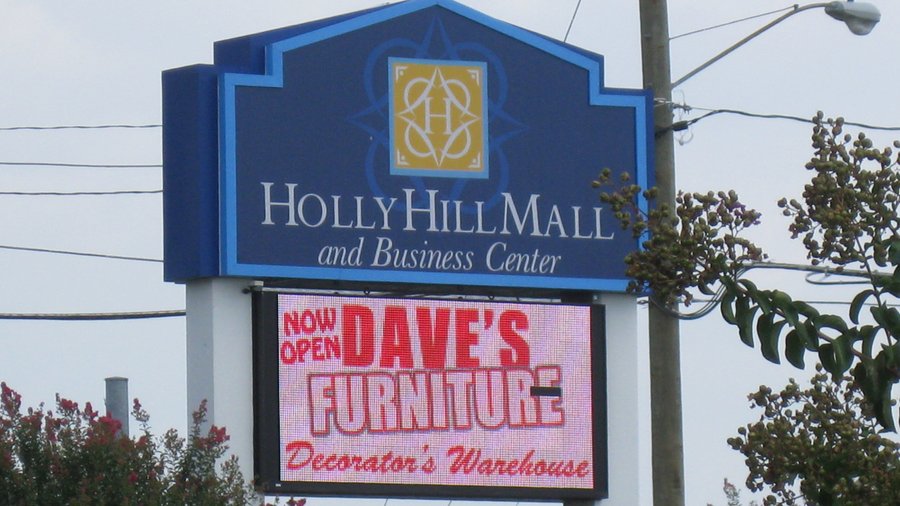 H
HOLLY HILL MALL
and Business Center
NOW OPEN DAVE'S
FURNITURE
Decorator's Warehouse